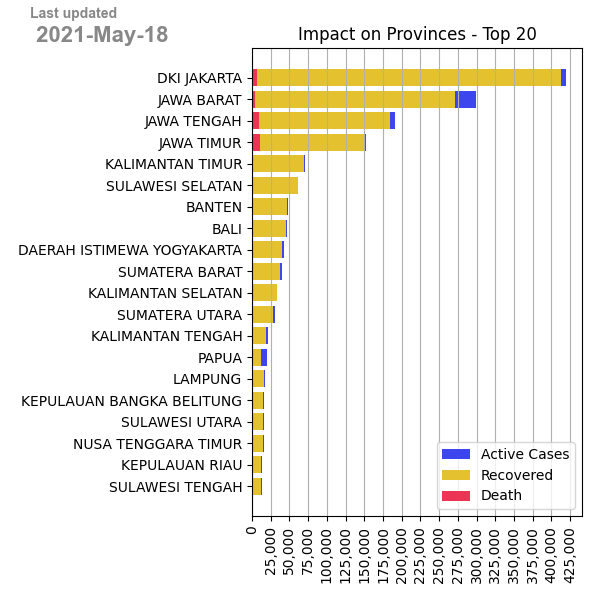 Last updated
2021-May-18
Impact on Provinces - Top 20
DKI JAKARTA
JAWA BARAT
JAWA TENGAH
JAWA TIMUR
KALIMANTAN TIMUR
SULAWESI SELATAN
BANTEN
BALI
DAERAH ISTIMEWA YOGYAKARTA
SUMATERA BARAT
KALIMANTAN SELATAN
SUMATERA UTARA
KALIMANTAN TENGAH
PAPUA
LAMPUNG
KEPULAUAN BANGKA BELITUNG
SULAWESI UTARA
NUSA TENGGARA TIMUR
KEPULAUAN RIAU
SULAWESI TENGAH
Active Cases
Recovered
Death
0
25,000
50,000
75,000
100,000
125,000
150,000
175,000
200,000
225,000
250,000
275,000
300,000
325,000
350,000
375,000
400,000
425,000